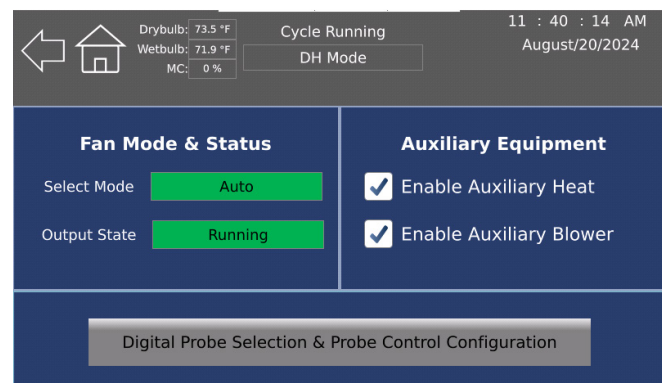 Drybulb: 73.5 °F
Wetbulb: 71.9 °F
MC: 0 %
Cycle Running
DH Mode
11 : 40 : 14 AM
August/20/2024
Fan Mode & Status
Select Mode Auto
Output State Running
Auxiliary Equipment
Enable Auxiliary Heat
Enable Auxiliary Blower
Digital Probe Selection & Probe Control Configuration